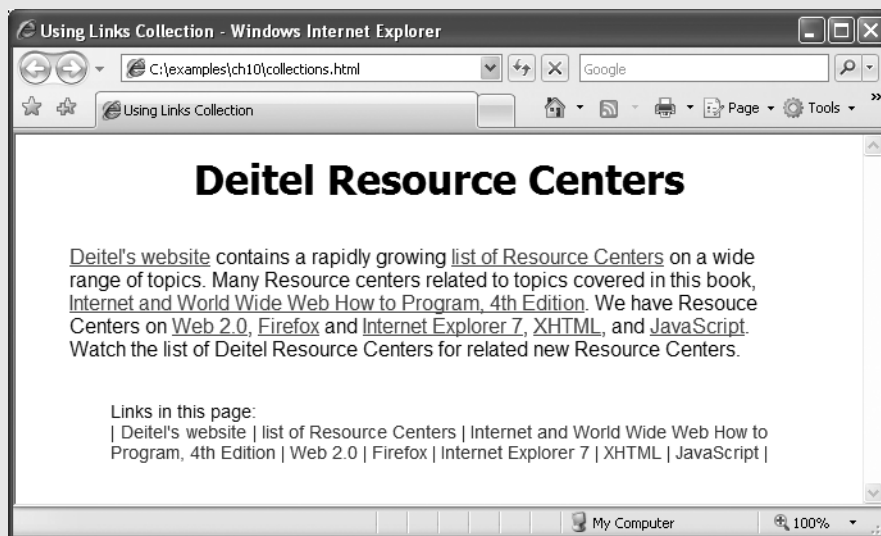 Using Links Collection - Windows Internet Explorer
C:\examples\ch10\collections.html
Google
Using Links Collection
Page
Tools
»
Deitel Resource Centers
Deitel's website contains a rapidly growing list of Resource Centers on a wide
range of topics. Many Resource centers related to topics covered in this book,
Internet and World Wide Web How to Program, 4th Edition. We have Resouce
Centers on Web 2.0, Firefox and Internet Explorer 7, XHTML, and JavaScript.
Watch the list of Deitel Resource Centers for related new Resource Centers.
Links in this page:
| Deitel's website | list of Resource Centers | Internet and World Wide Web How to
Program, 4th Edition | Web 2.0 | Firefox | Internet Explorer 7 | XHTML | JavaScript |
My Computer
100%